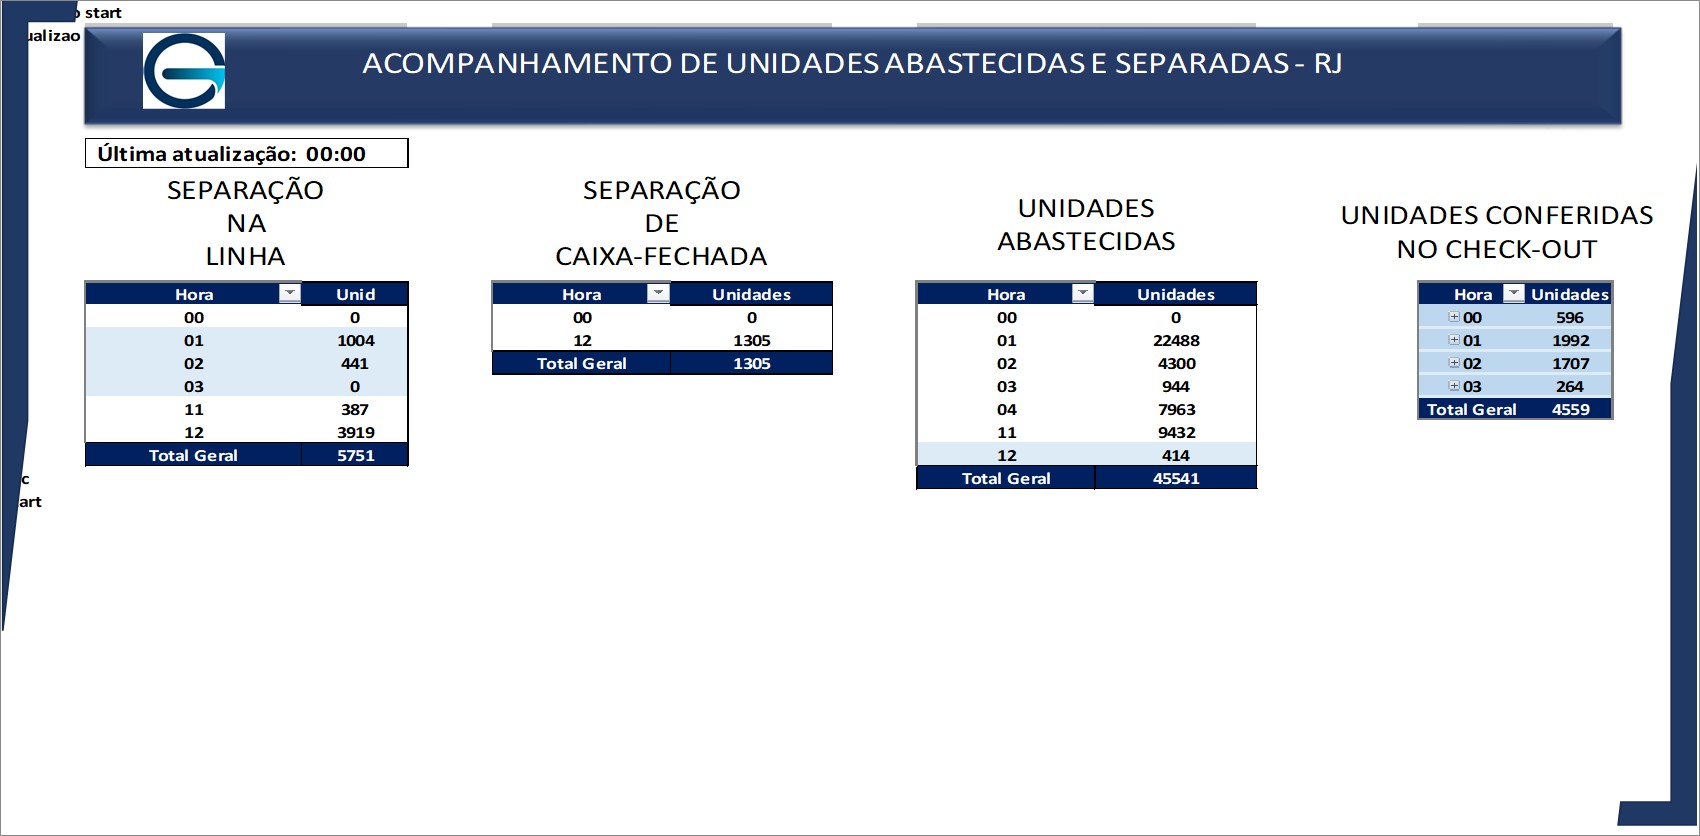 start
ualizao
ACOMPANHAMENTO DE UNIDADES ABASTECIDAS E SEPARADAS - RJ
Última atualização: 00:00
SEPARAÇÃO
NA
LINHA
Hora Unid
00 0
01 1004
02 441
03 0
11 387
12 3919
Total Geral 5751
SEPARAÇÃO
DE
CAIXA-FECHADA
Hora Unidades
00 0
12 1305
Total Geral 1305
UNIDADES
ABASTECIDAS
Hora Unidades
00 0
01 22488
02 4300
03 944
04 7963
11 9432
12 414
Total Geral 45541
UNIDADES CONFERIDAS
NO CHECK-OUT
Hora Unidades
00 596
01 1992
02 1707
03 264
Total Geral 4559
c
art